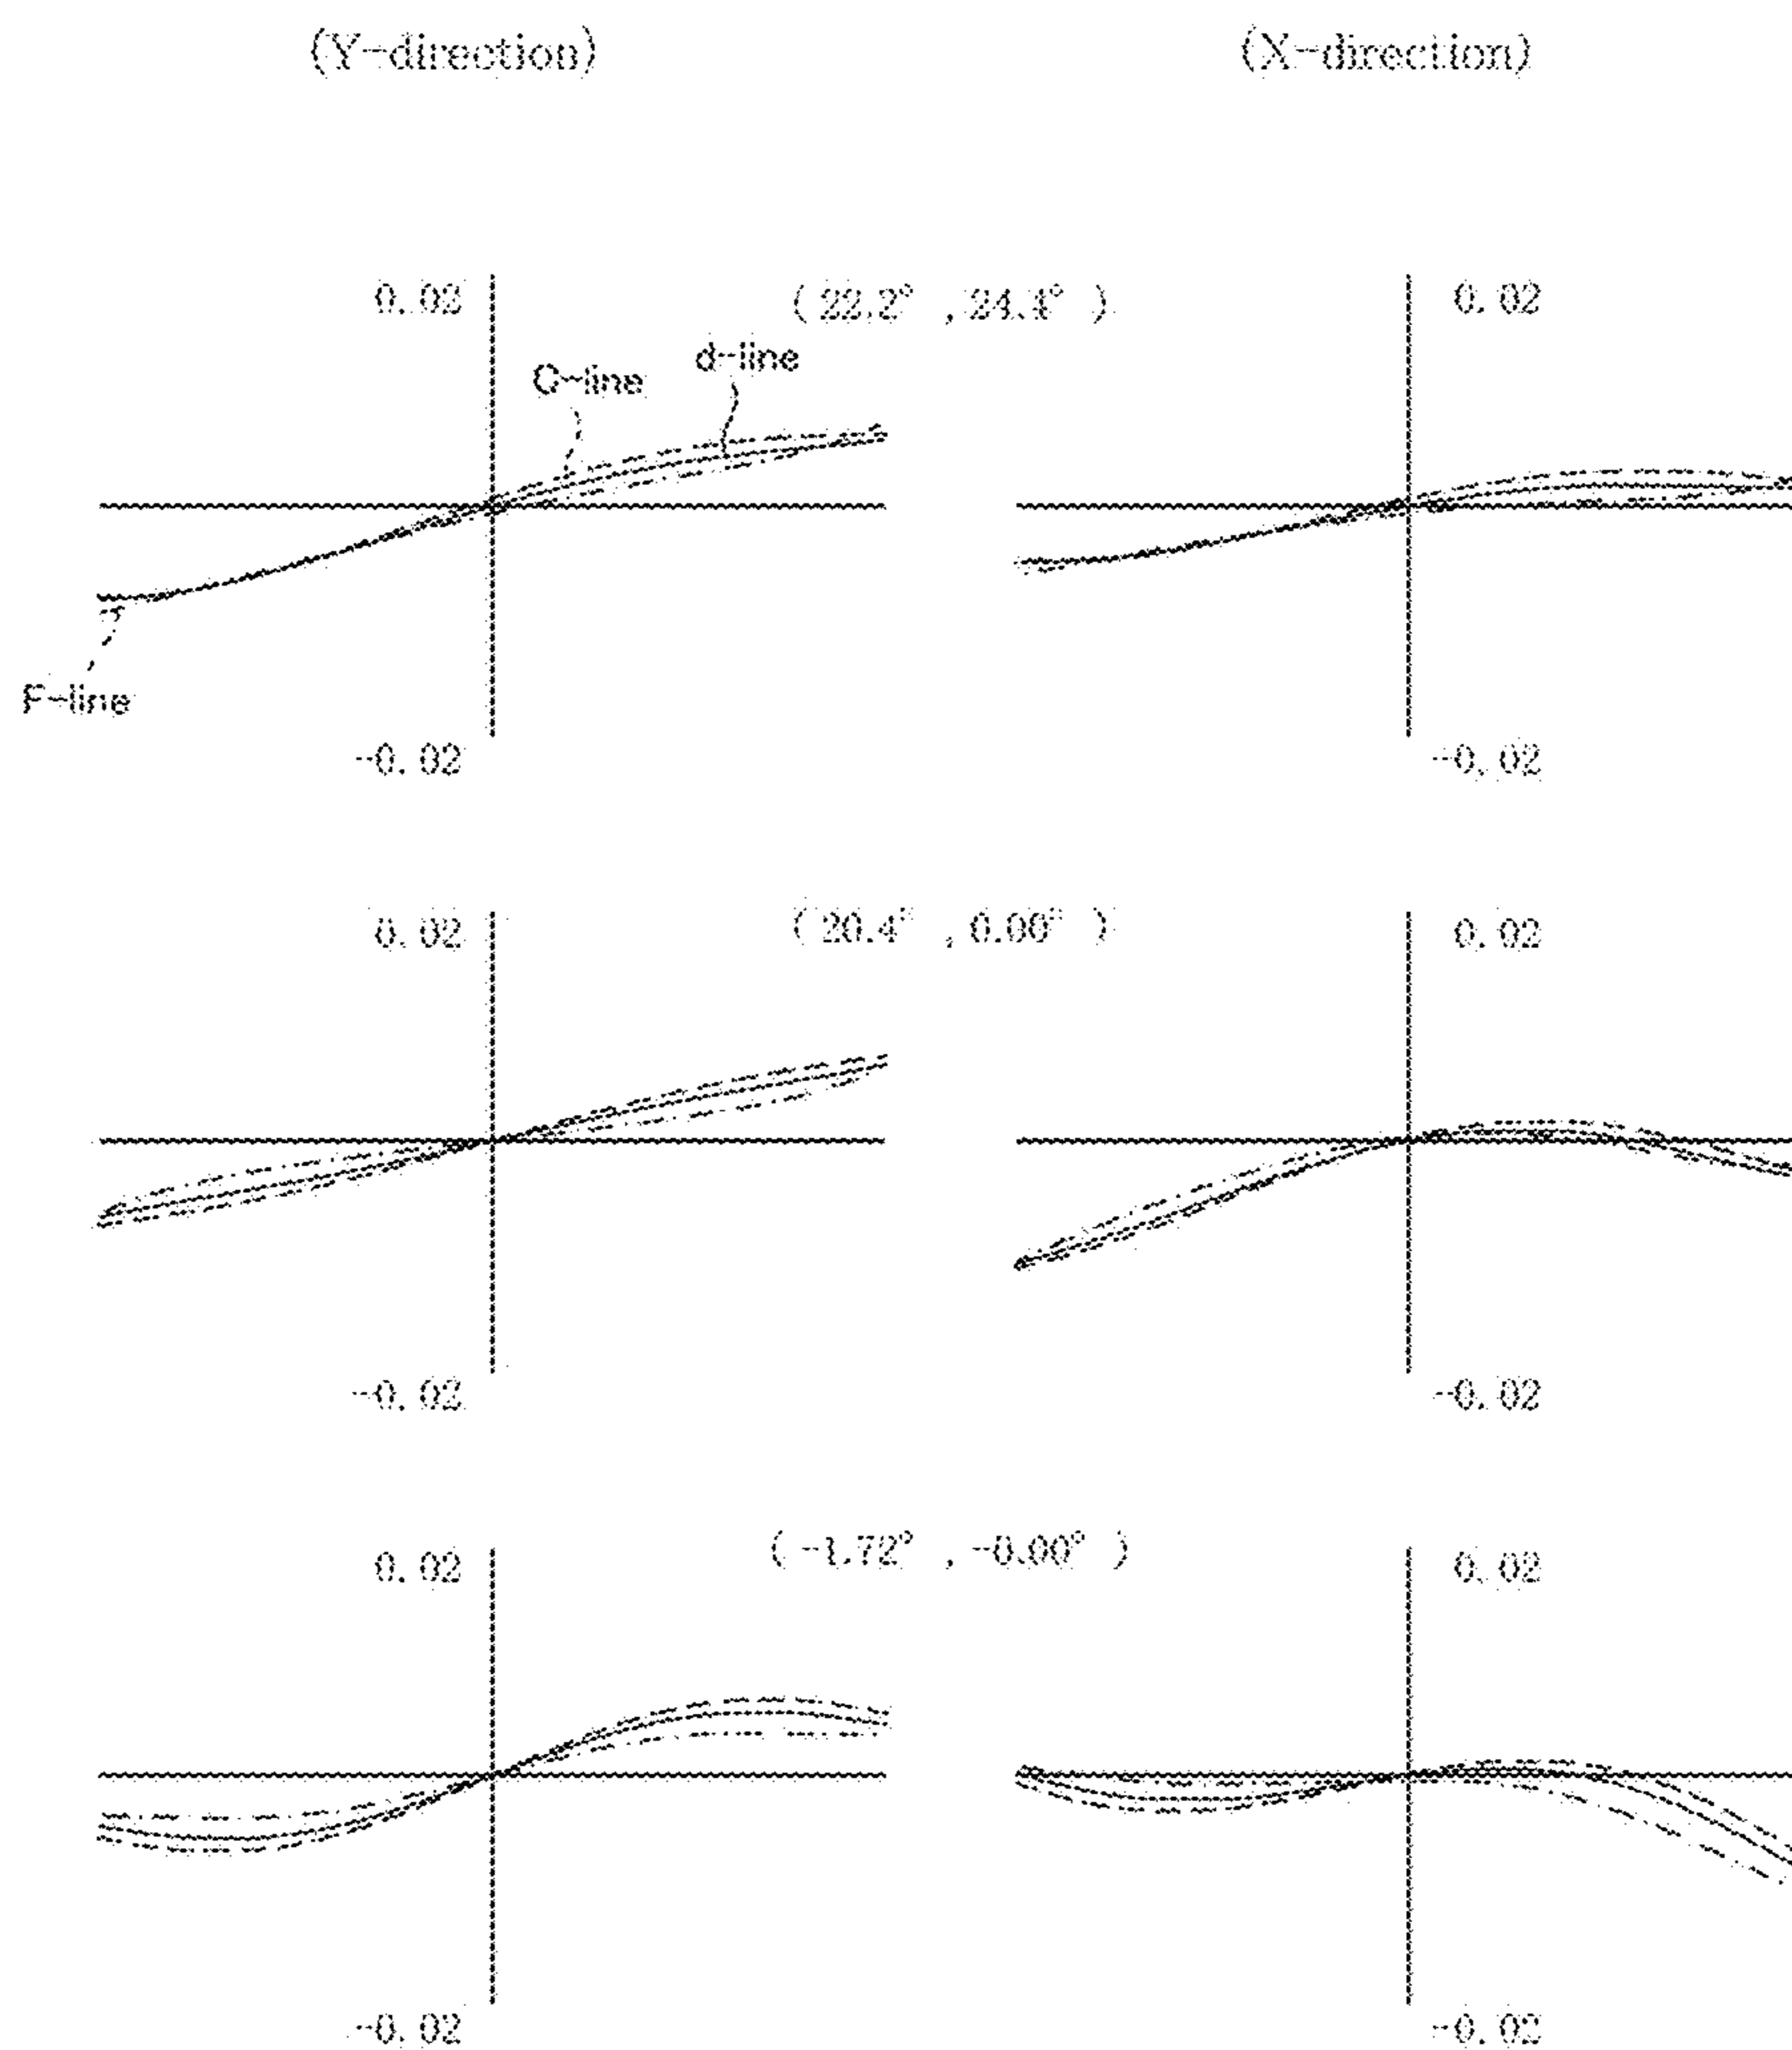 (Y-direction) (X-direction)
0.02 (22.2° , 24.4° ) 0.02
C-line d-line
F-line
-0.02 -0.02
0.02 (20.4° , 0.00° ) 0.02
-0.02 -0.02
0.02 (-1.72° , -0.00° ) 0.02
-0.02 -0.02